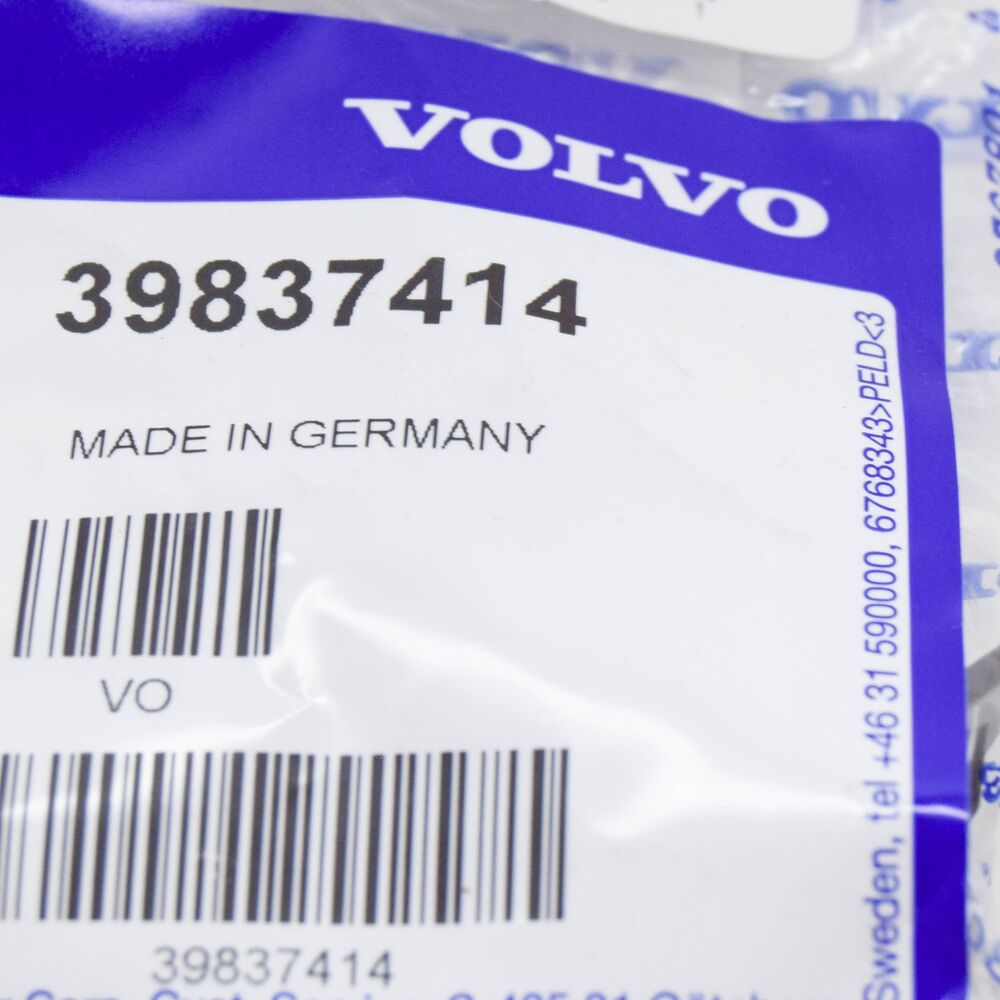 VOLVO
39837414
MADE IN GERMANY
VO
39837414
Sweden, tel +46 31 590000, 6768343>PELD<3